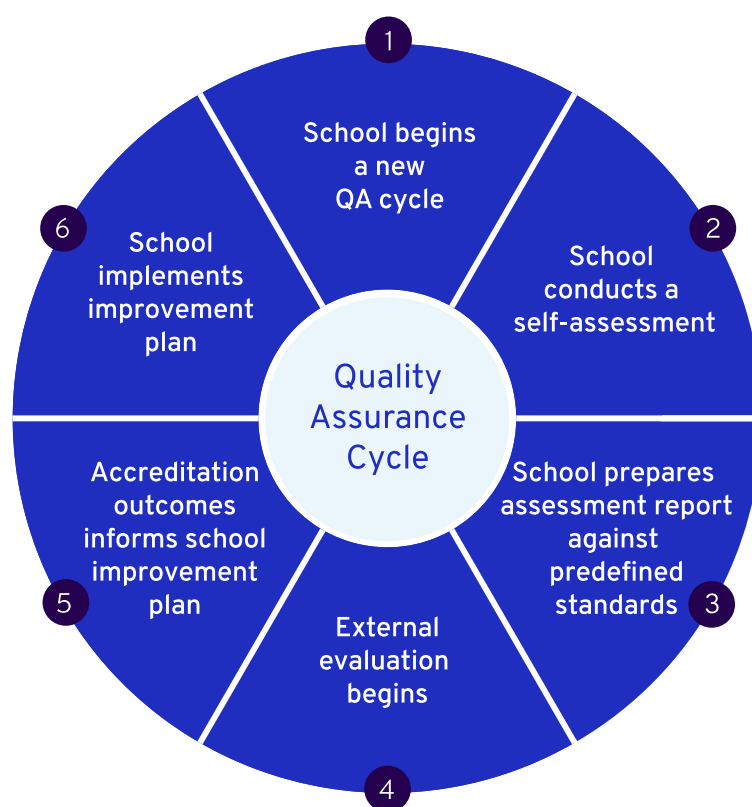 1
School begins
a new
QA cycle
2
School
conducts a
self-assessment
3
School prepares
assessment report
against
predefined
standards
4
External
evaluation
begins
5
Accreditation
outcomes
informs school
improvement
plan
6
School
implements
improvement
plan
Quality
Assurance
Cycle